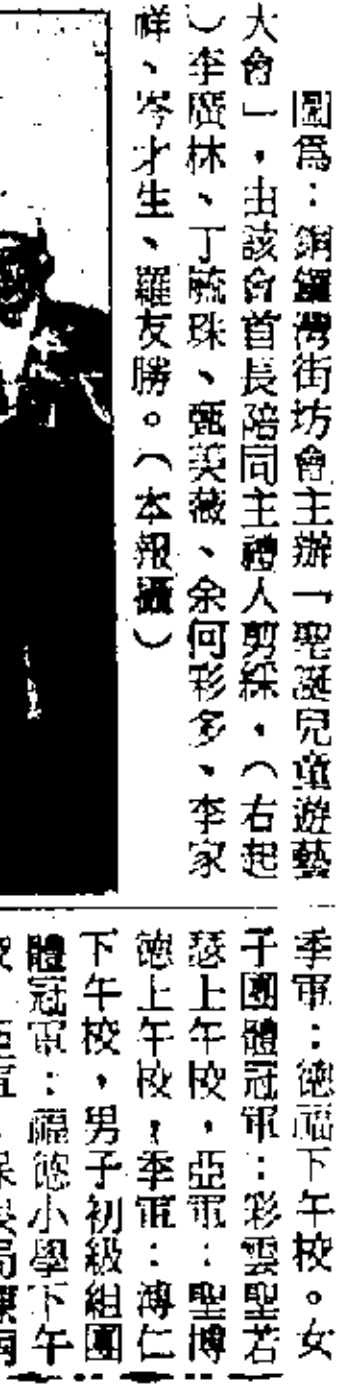 圖爲：銅鑼灣街坊會主辦「聖誕兒童遊藝
大會」，由該會首長陪同主禮人剪綵，（右起
）李廣林、丁毓珠、甄美薇、余何彩多、李家
祥、岑才生、羅友勝。（本報攝）
季軍：德福下午校。女
子團體冠軍：彩雲聖若
瑟上午校，亞軍：聖博
德上午校，季軍：溥仁
下午校，男子初級組團
體冠軍：福德小學下午